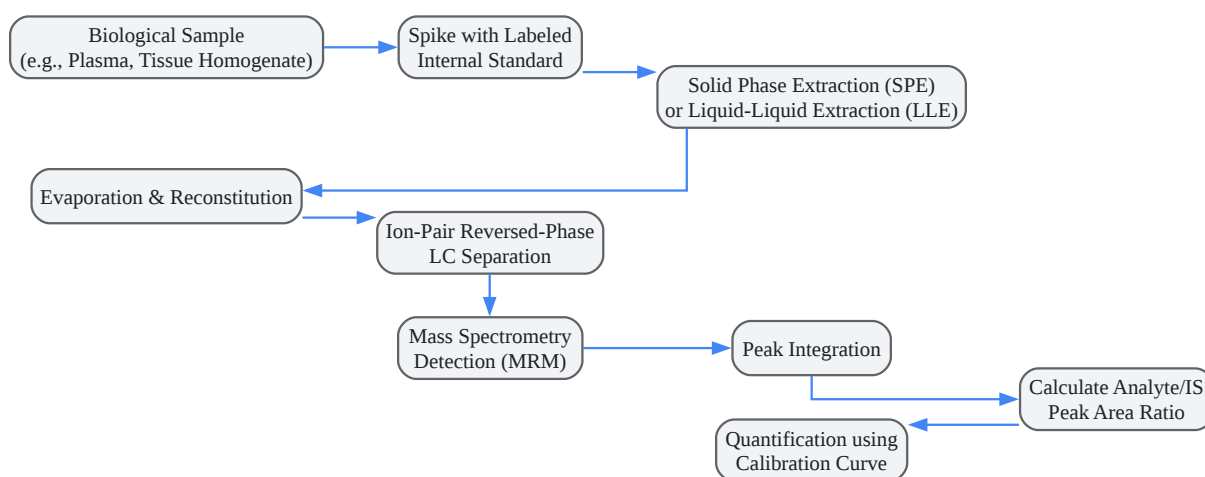 Biological Sample
(e.g., Plasma, Tissue Homogenate)
Spike with Labeled
Internal Standard
Solid Phase Extraction (SPE)
or Liquid-Liquid Extraction (LLE)
Evaporation & Reconstitution
Ion-Pair Reversed-Phase
LC Separation
Mass Spectrometry
Detection (MRM)
Peak Integration
Calculate Analyte/IS
Peak Area Ratio
Quantification using
Calibration Curve